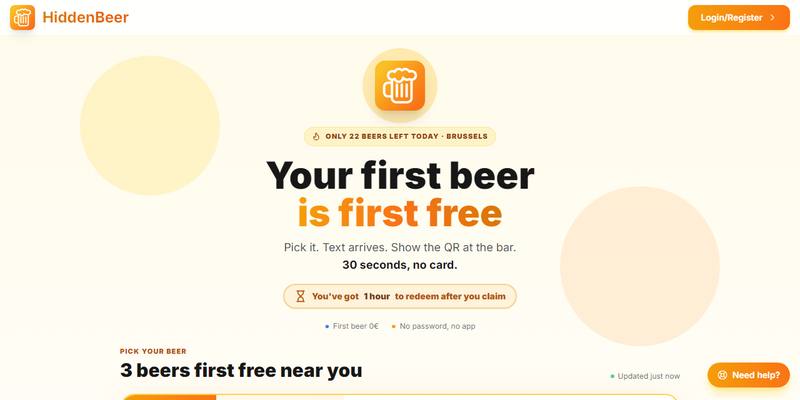 HiddenBeer
Login/Register
ONLY 22 BEERS LEFT TODAY · BRUSSELS
Your first beer
is first free
Pick it. Text arrives. Show the QR at the bar.
30 seconds, no card.
You've got 1 hour to redeem after you claim
First beer 0€
No password, no app
PICK YOUR BEER
3 beers first free near you
Updated just now
Need help?